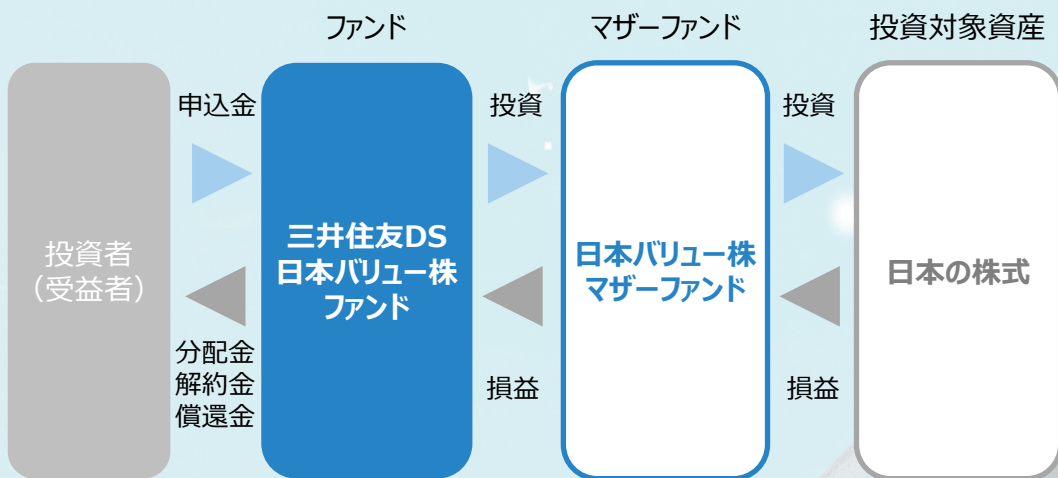 ファンド
マザーファンド
投資対象資産
投資者
（受益者）
申込金
分配金
解約金
償還金
三井住友DS
日本バリュー株
ファンド
投資
損益
日本バリュー株
マザーファンド
投資
損益
日本の株式